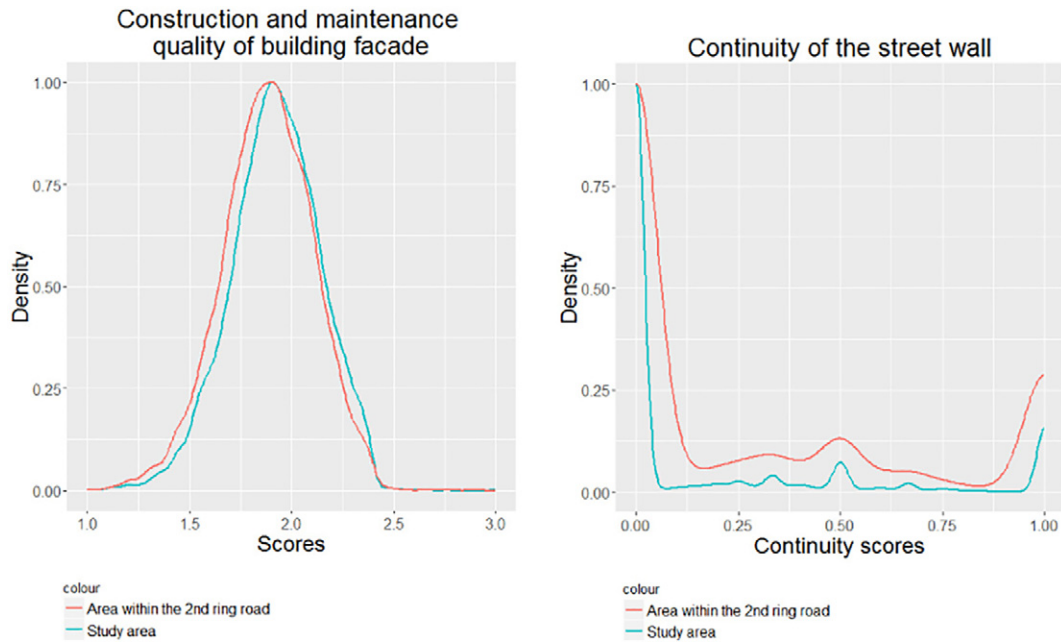 Construction and maintenance
quality of building facade
Density
1.00
0.75
0.50
0.25
0.00
1.0
1.5
2.0
2.5
3.0
Scores
colour
Area within the 2nd ring road
Study area
Continuity of the street wall
Density
1.00
0.75
0.50
0.25
0.00
0.00
0.25
0.50
0.75
1.00
Continuity scores
colour
Area within the 2nd ring road
Study area